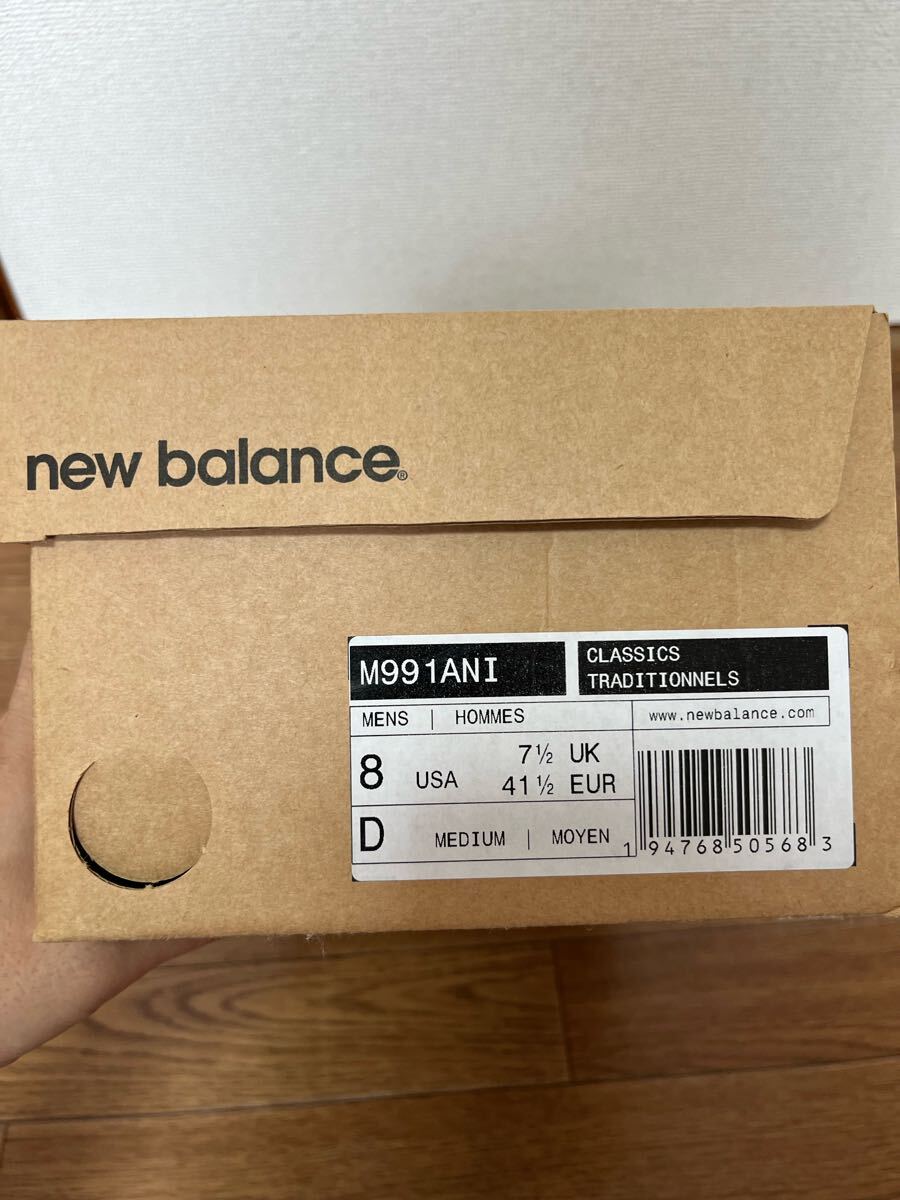 new balance®
M991ANI
CLASSICS
TRADITIONNELS
MENS | HOMMES
www.newbalance.com
8 USA 7½ UK
41½ EUR
D MEDIUM | MOYEN
1 94768 50568 3